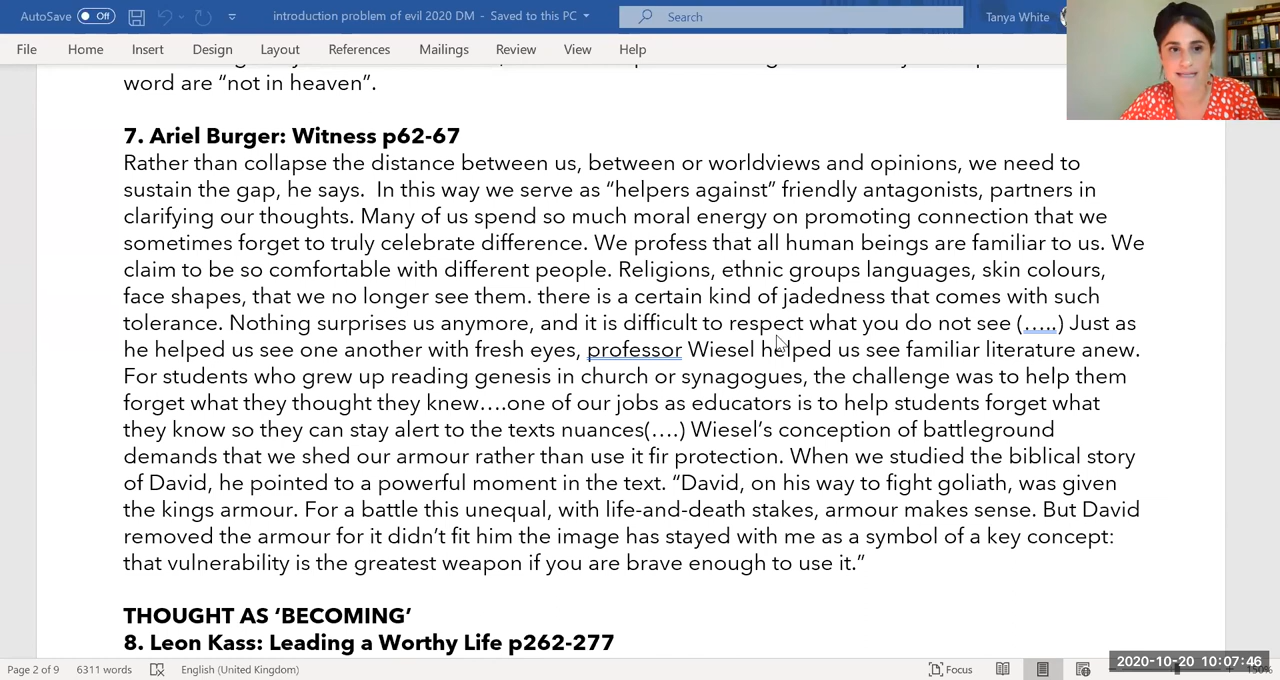 AutoSave Off introduction problem of evil 2020 DM - Saved to this PC Search Tanya White
File Home Insert Design Layout References Mailings Review View Help
word are “not in heaven”.
7. Ariel Burger: Witness p62-67
Rather than collapse the distance between us, between or worldviews and opinions, we need to
sustain the gap, he says.  In this way we serve as “helpers against” friendly antagonists, partners in
clarifying our thoughts. Many of us spend so much moral energy on promoting connection that we
sometimes forget to truly celebrate difference. We profess that all human beings are familiar to us. We
claim to be so comfortable with different people. Religions, ethnic groups languages, skin colours,
face shapes, that we no longer see them. there is a certain kind of jadedness that comes with such
tolerance. Nothing surprises us anymore, and it is difficult to respect what you do not see (…..) Just as
he helped us see one another with fresh eyes, professor Wiesel helped us see familiar literature anew.
For students who grew up reading genesis in church or synagogues, the challenge was to help them
forget what they thought they knew….one of our jobs as educators is to help students forget what
they know so they can stay alert to the texts nuances(….) Wiesel’s conception of battleground
demands that we shed our armour rather than use it fir protection. When we studied the biblical story
of David, he pointed to a powerful moment in the text. “David, on his way to fight goliath, was given
the kings armour. For a battle this unequal, with life-and-death stakes, armour makes sense. But David
removed the armour for it didn’t fit him the image has stayed with me as a symbol of a key concept:
that vulnerability is the greatest weapon if you are brave enough to use it.”
THOUGHT AS ‘BECOMING’
8. Leon Kass: Leading a Worthy Life p262-277
Page 2 of 9 6311 words English (United Kingdom) Focus 150%
2020-10-20 10:07:46